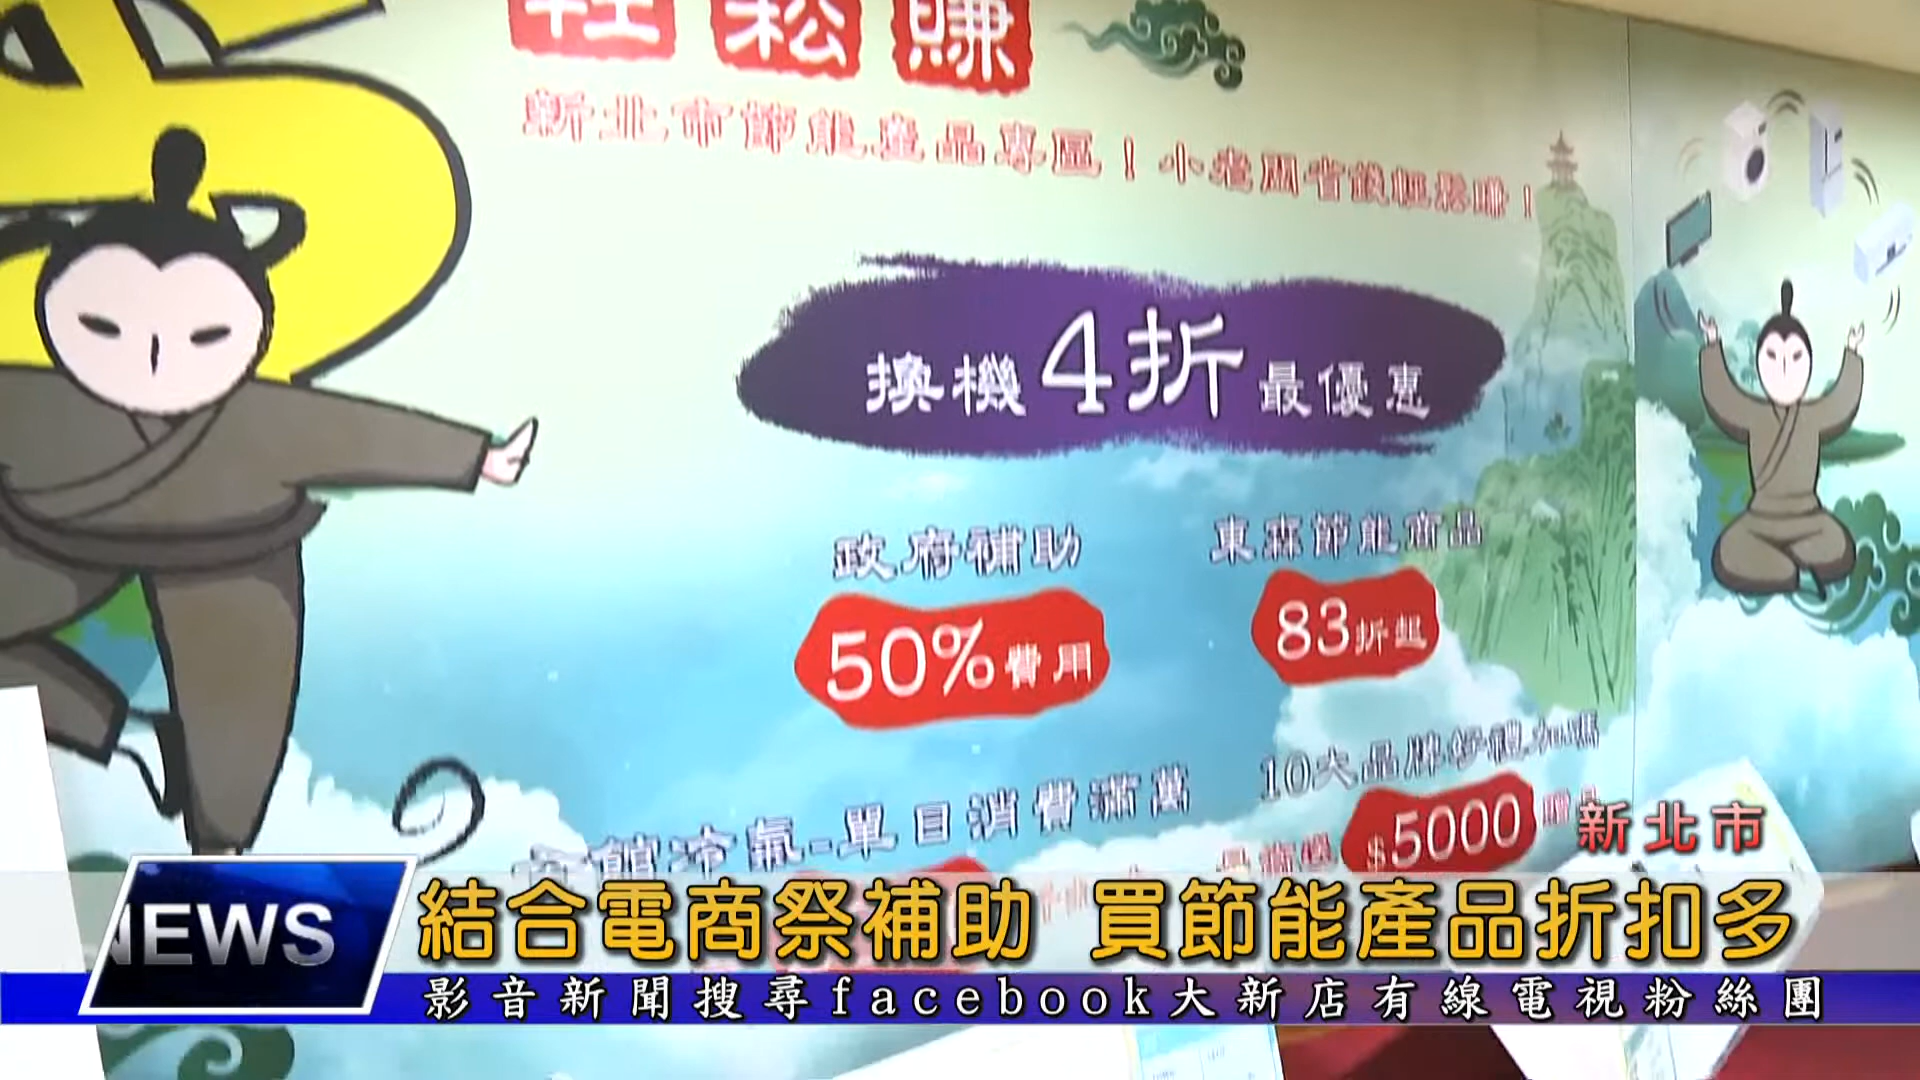 輕鬆賺
新北市節能產品專區！小老闆省錢輕鬆賺！
換機4折最優惠
政府補助
50%費用
東森節能商品
83折起
冷氣-單日消費滿萬
10大品牌好禮加碼
$5000
新北市
NEWS
結合電商祭補助 買節能產品折扣多
影音新聞搜尋facebook大新店有線電視粉絲團